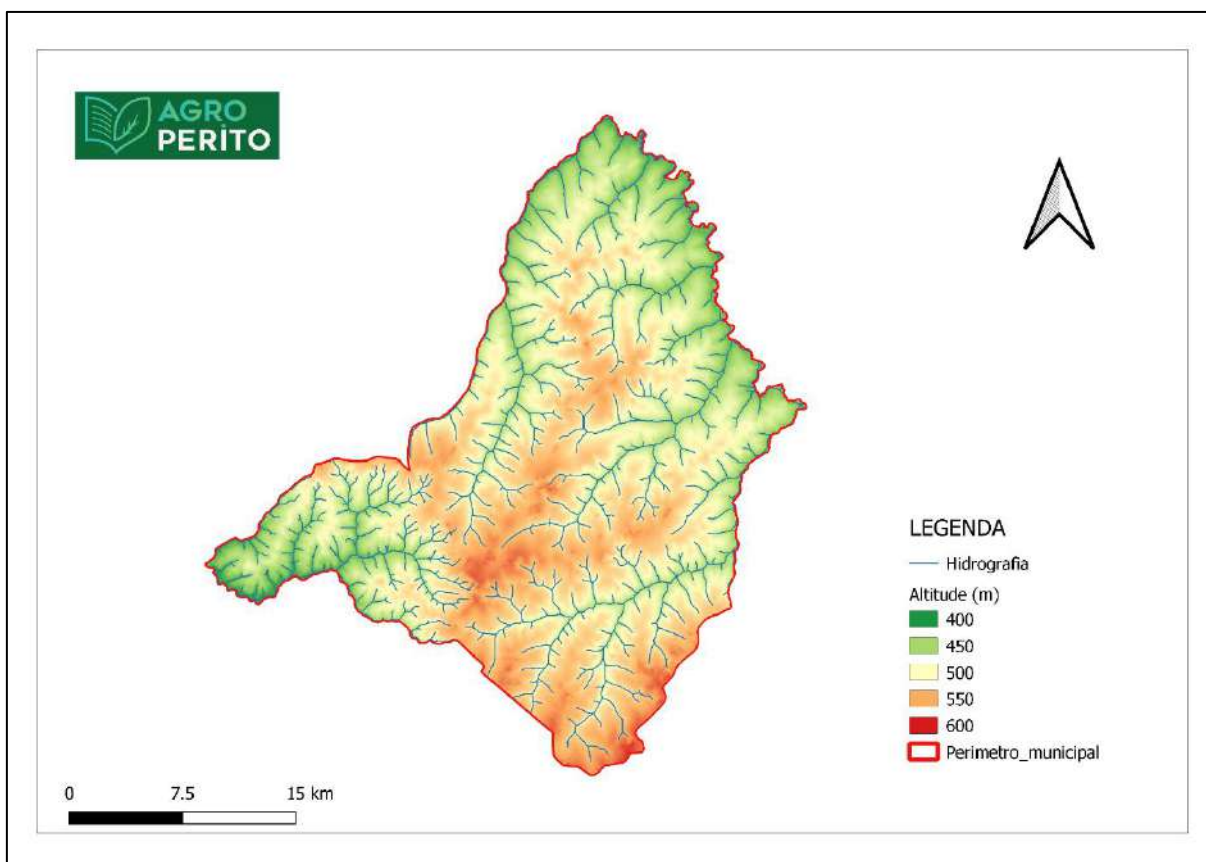 AGRO
PERITO
LEGENDA
Hidrografia
Altitude (m)
400
450
500
550
600
Perimetro_municipal
0 7.5 15 km